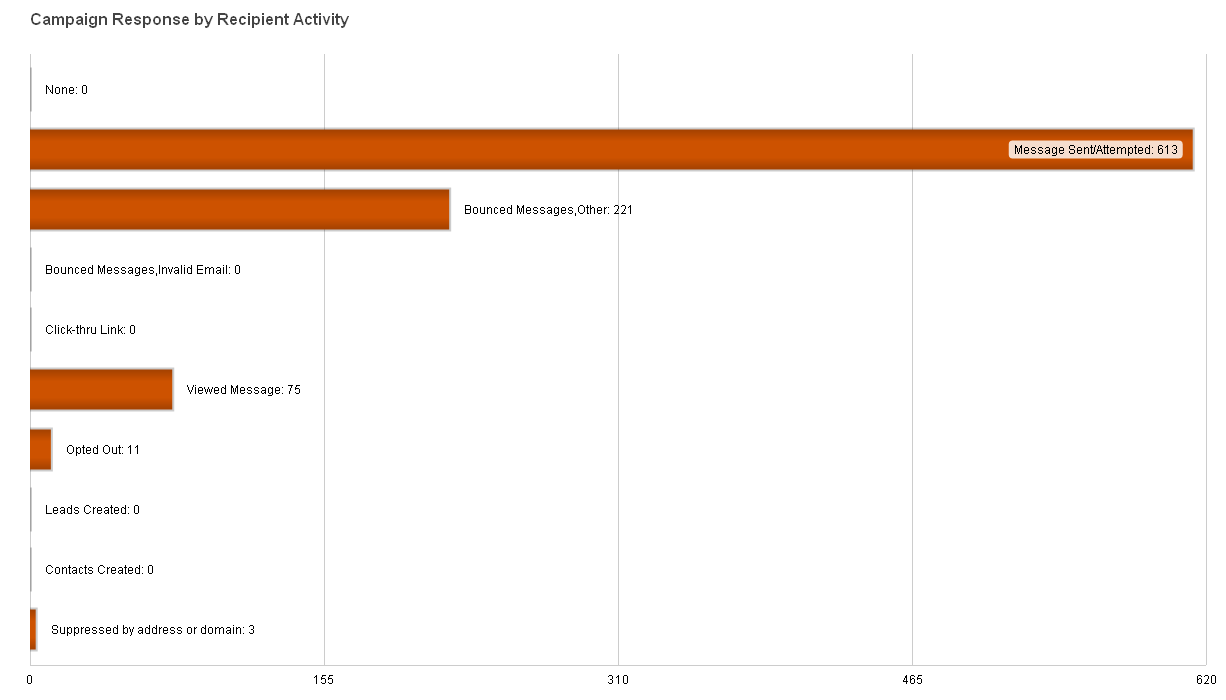 Campaign Response by Recipient Activity
None: 0
Message Sent/Attempted: 613
Bounced Messages,Other: 221
Bounced Messages,Invalid Email: 0
Click-thru Link: 0
Viewed Message: 75
Opted Out: 11
Leads Created: 0
Contacts Created: 0
Suppressed by address or domain: 3
0 155 310 465 620